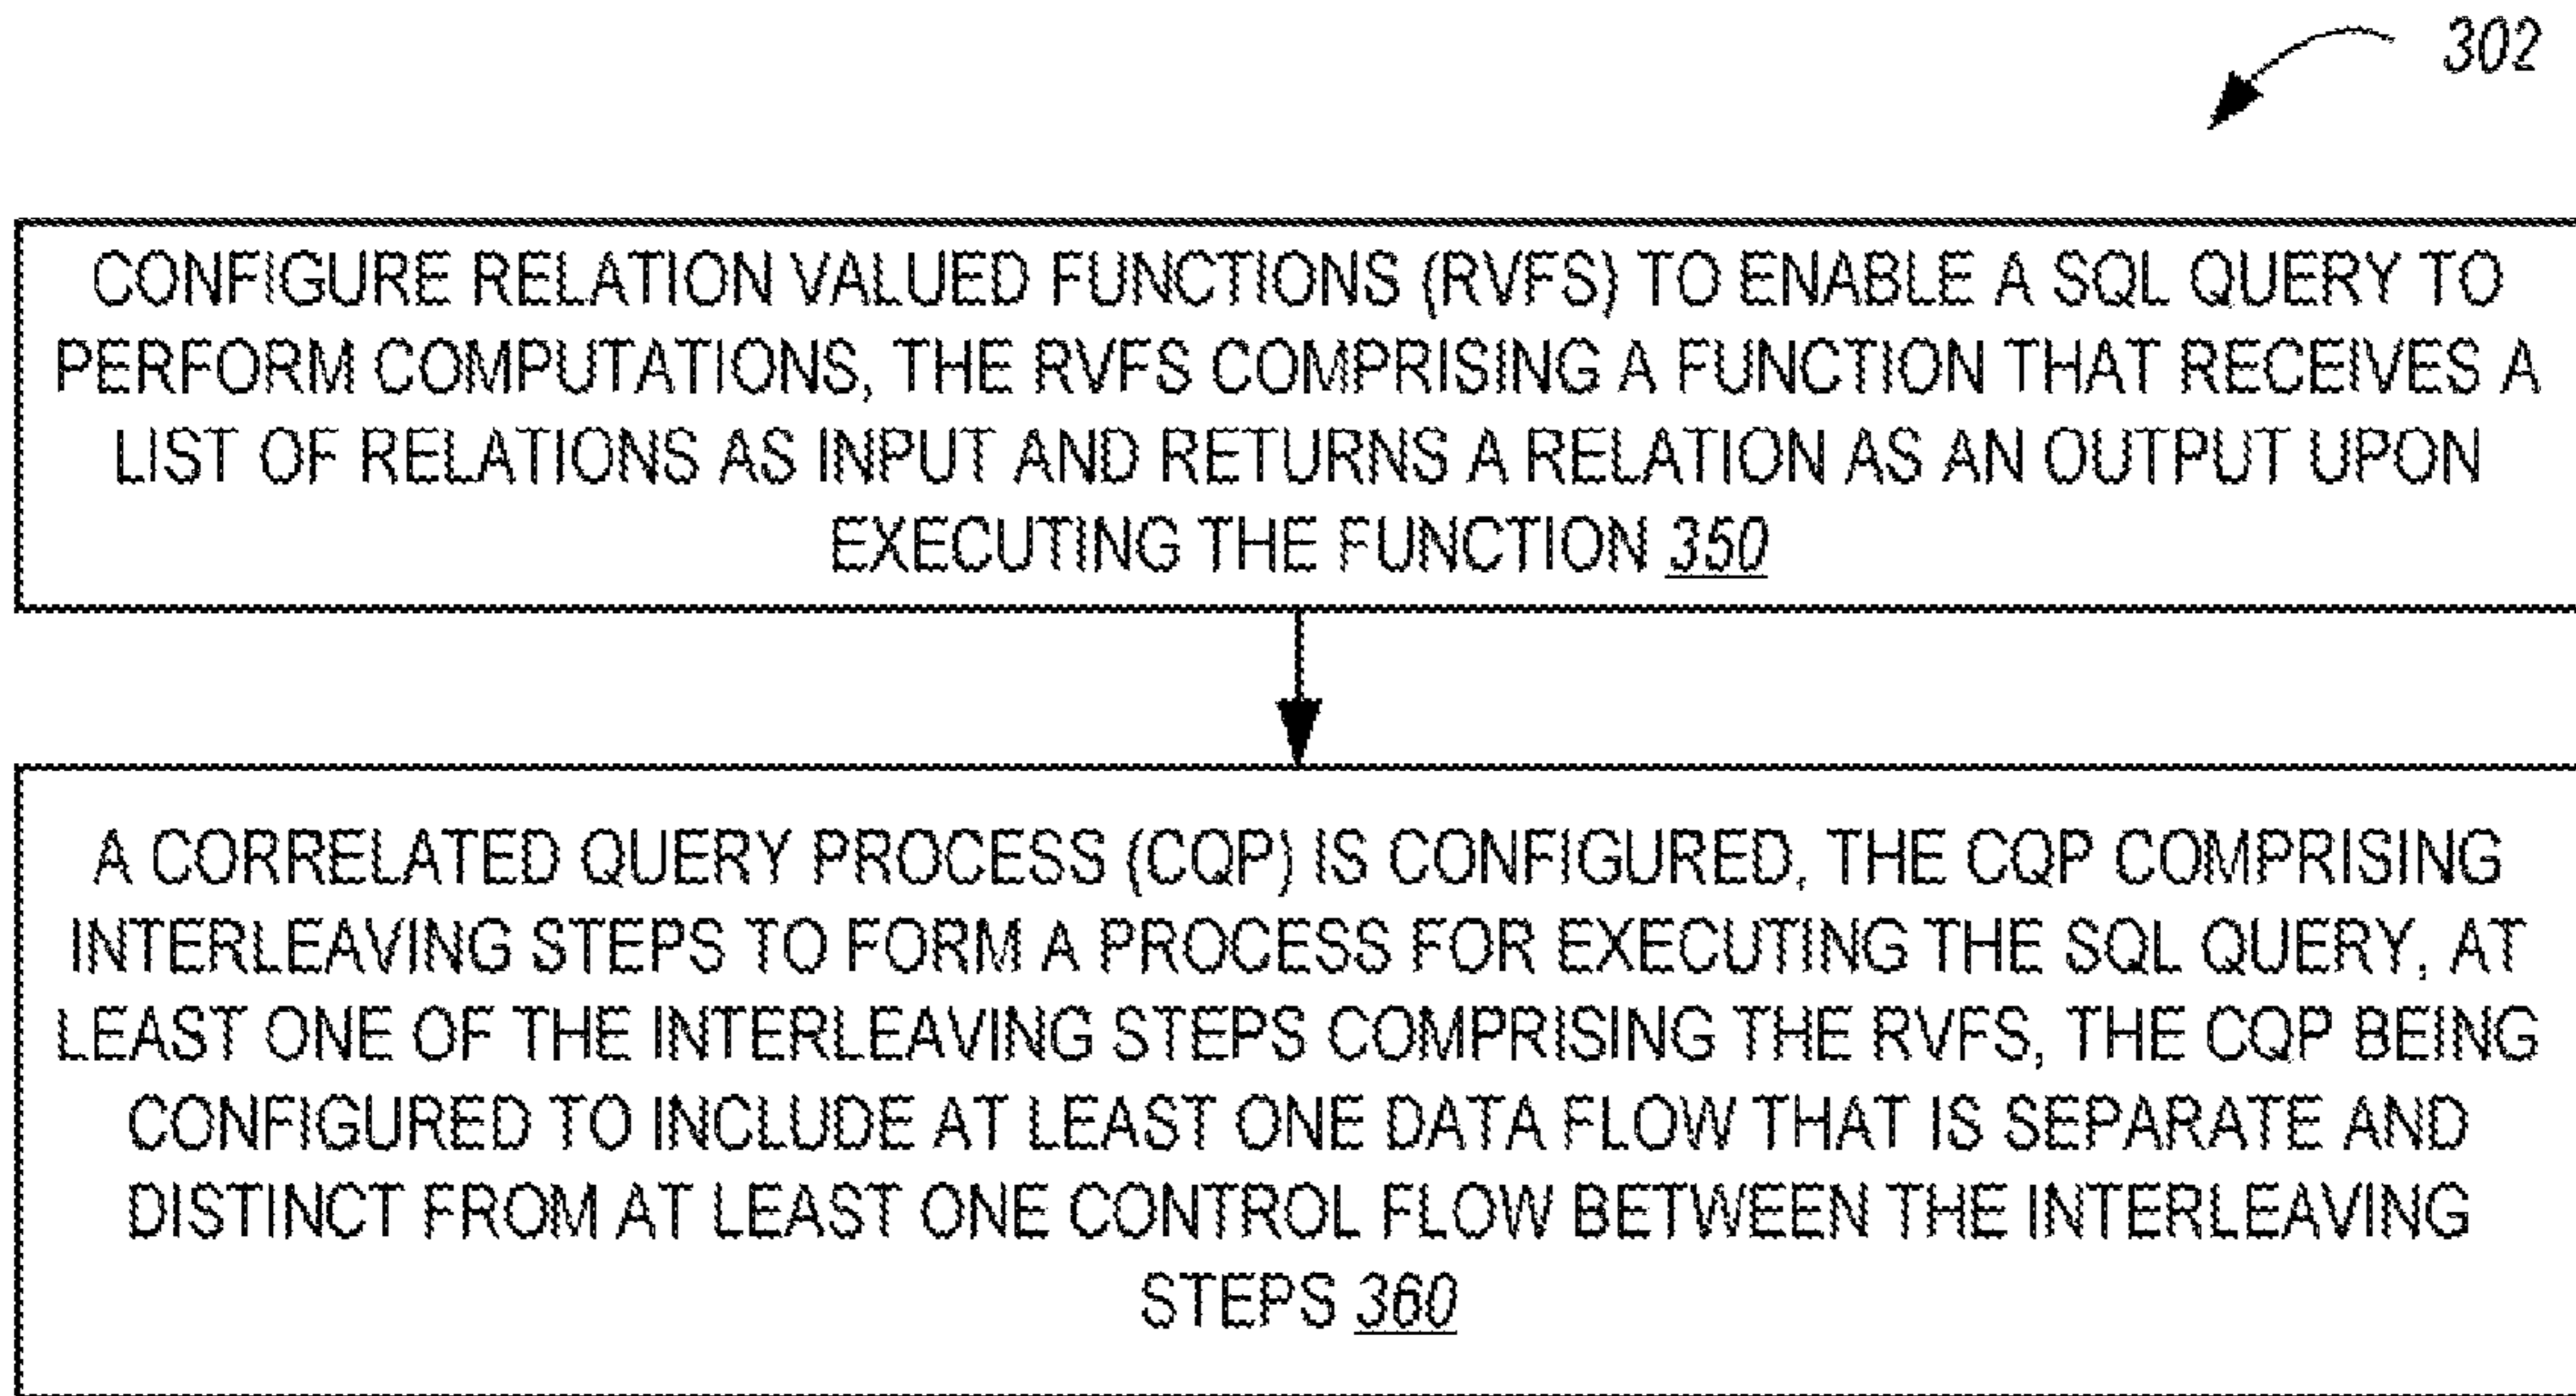 302
CONFIGURE RELATION VALUED FUNCTIONS (RVFS) TO ENABLE A SQL QUERY TO
PERFORM COMPUTATIONS, THE RVFS COMPRISING A FUNCTION THAT RECEIVES A
LIST OF RELATIONS AS INPUT AND RETURNS A RELATION AS AN OUTPUT UPON
EXECUTING THE FUNCTION 350
A CORRELATED QUERY PROCESS (CQP) IS CONFIGURED, THE CQP COMPRISING
INTERLEAVING STEPS TO FORM A PROCESS FOR EXECUTING THE SQL QUERY, AT
LEAST ONE OF THE INTERLEAVING STEPS COMPRISING THE RVFS, THE CQP BEING
CONFIGURED TO INCLUDE AT LEAST ONE DATA FLOW THAT IS SEPARATE AND
DISTINCT FROM AT LEAST ONE CONTROL FLOW BETWEEN THE INTERLEAVING
STEPS 360